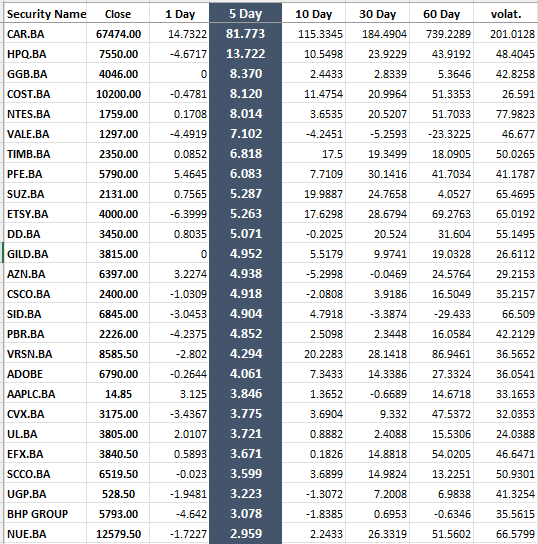 Security Name Close 1 Day 5 Day 10 Day 30 Day 60 Day volat.
CAR.BA 67474.00 14.7322 81.773 115.3345 184.4904 739.2289 201.0128
HPQ.BA 7550.00 -4.6717 13.722 10.5498 23.9229 43.9192 48.4045
GGB.BA 4046.00 0 8.370 2.4433 2.8339 5.3646 42.8258
COST.BA 10200.00 -0.4781 8.120 11.4754 20.9964 51.3353 26.591
NTES.BA 1759.00 0.1708 8.014 3.6535 20.5207 51.7033 77.9823
VALE.BA 1297.00 -4.4919 7.102 -4.2451 -5.2593 -23.3225 46.677
TIMB.BA 2350.00 0.0852 6.818 17.5 19.3499 18.0905 50.0265
PFE.BA 5790.00 5.4645 6.083 7.7109 30.1416 41.7034 41.1787
SUZ.BA 2131.00 0.7565 5.287 19.9887 24.7658 4.0527 65.4695
ETSY.BA 4000.00 -6.3999 5.263 17.6298 28.6794 69.2763 65.0192
DD.BA 3450.00 0.8035 5.071 -0.2025 20.524 31.604 55.1495
GILD.BA 3815.00 0 4.952 5.5179 9.9741 19.0328 26.6112
AZN.BA 6397.00 3.2274 4.938 -5.2998 -0.0469 24.5764 29.2153
CSCO.BA 2400.00 -1.0309 4.918 -2.0808 3.9186 16.5049 35.2157
SID.BA 6845.00 -3.0453 4.904 4.7918 -3.3874 -29.433 66.509
PBR.BA 2226.00 -4.2375 4.852 2.5098 2.3448 16.0584 42.2129
VRSN.BA 8585.50 -2.802 4.294 20.2283 28.1418 86.9461 36.5652
ADOBE 6790.00 -0.2644 4.061 7.3433 14.3386 27.3324 36.0541
AAPLC.BA 14.85 3.125 3.846 1.3652 -0.6689 14.6718 33.1653
CVX.BA 3175.00 -3.4367 3.775 3.6904 9.332 47.5372 32.0353
UL.BA 3805.00 2.0107 3.721 0.8882 2.4088 15.5306 24.0388
EFX.BA 3840.50 0.5893 3.671 0.1826 14.8818 54.0205 46.6471
SCCO.BA 6519.50 -0.023 3.599 3.6899 14.9824 13.2251 50.9301
UGP.BA 528.50 -1.9481 3.223 -1.3072 7.2008 6.9838 41.3254
BHP GROUP 5793.00 -4.642 3.078 -1.8385 0.6953 -0.6346 35.5615
NUE.BA 12579.50 -1.7227 2.959 2.2433 26.3319 51.5602 66.5799